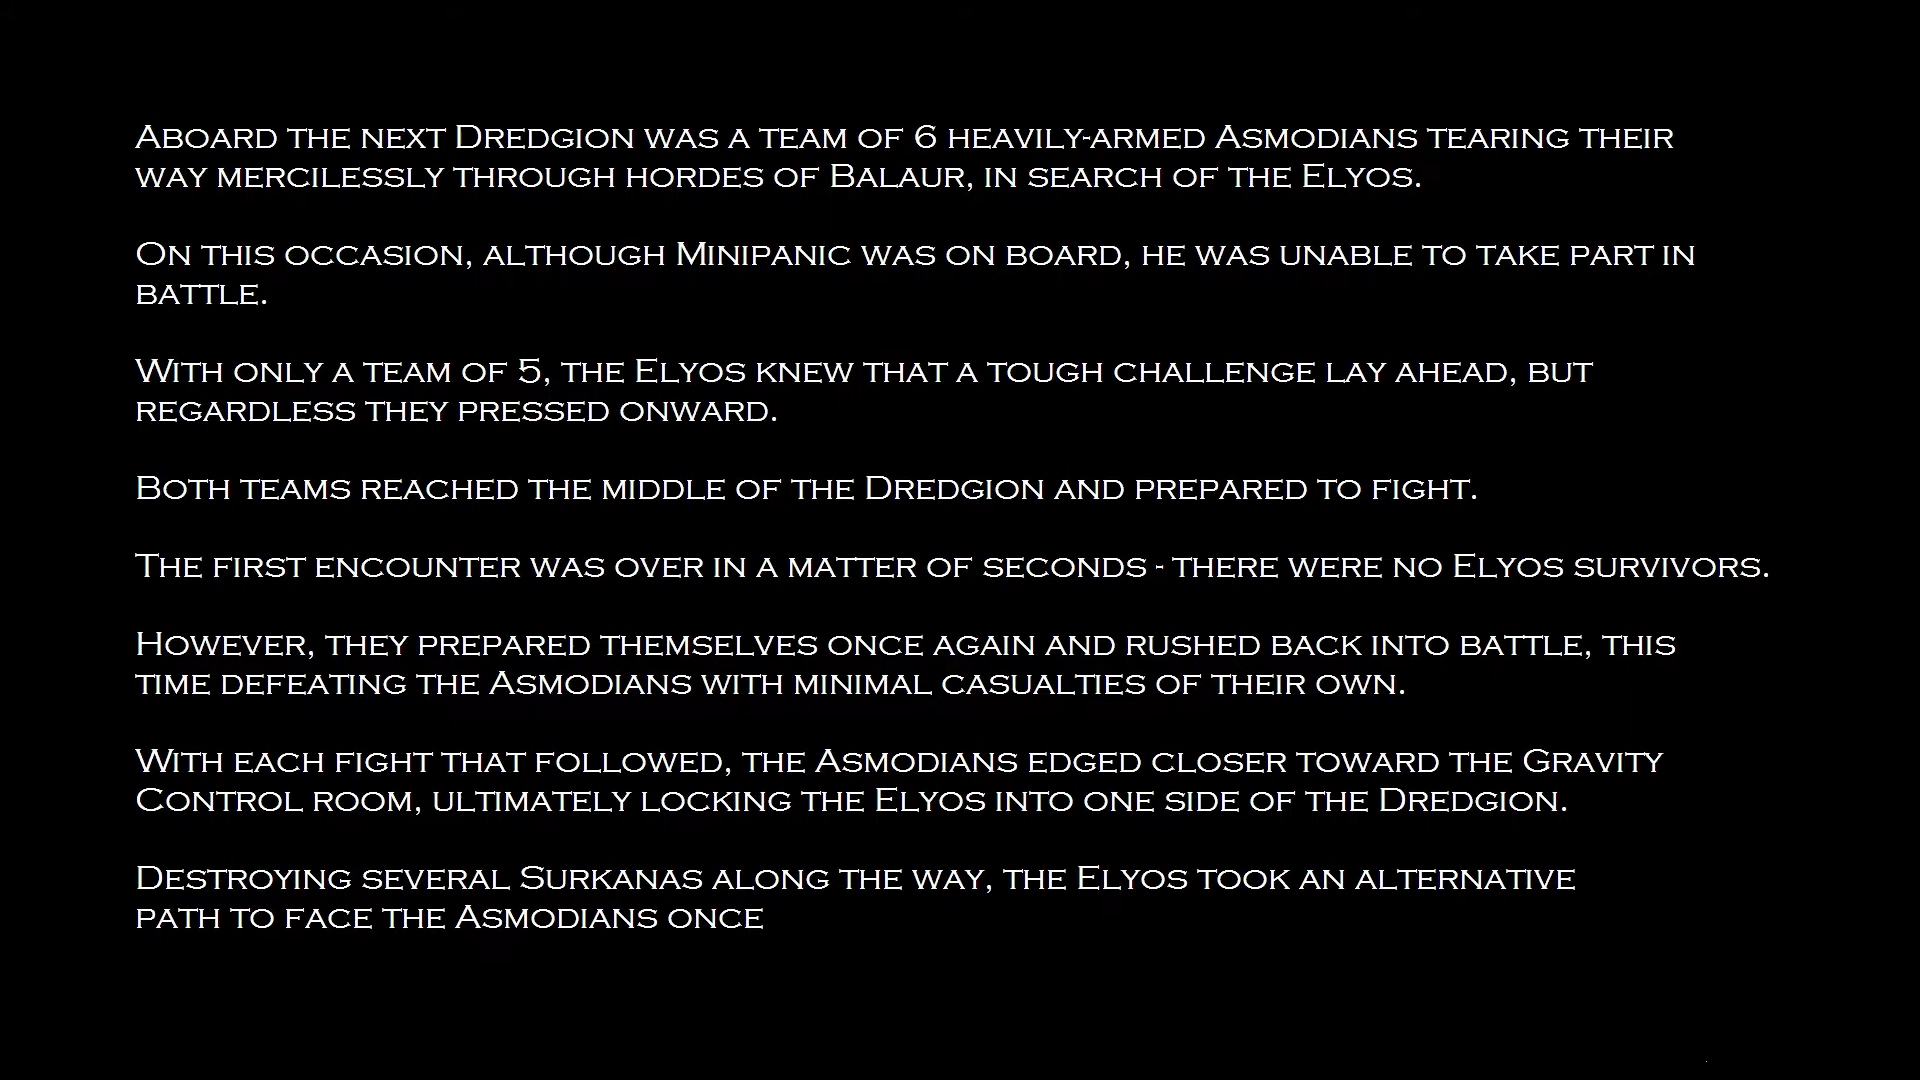 Aboard the next Dredgion was a team of 6 heavily-armed Asmodians tearing their
way mercilessly through hordes of Balaur, in search of the Elyos.
On this occasion, although Minipanic was on board, he was unable to take part in
battle.
With only a team of 5, the Elyos knew that a tough challenge lay ahead, but
regardless they pressed onward.
Both teams reached the middle of the Dredgion and prepared to fight.
The first encounter was over in a matter of seconds - there were no Elyos survivors.
However, they prepared themselves once again and rushed back into battle, this
time defeating the Asmodians with minimal casualties of their own.
With each fight that followed, the Asmodians edged closer toward the Gravity
Control room, ultimately locking the Elyos into one side of the Dredgion.
Destroying several Surkanas along the way, the Elyos took an alternative
path to face the Asmodians once